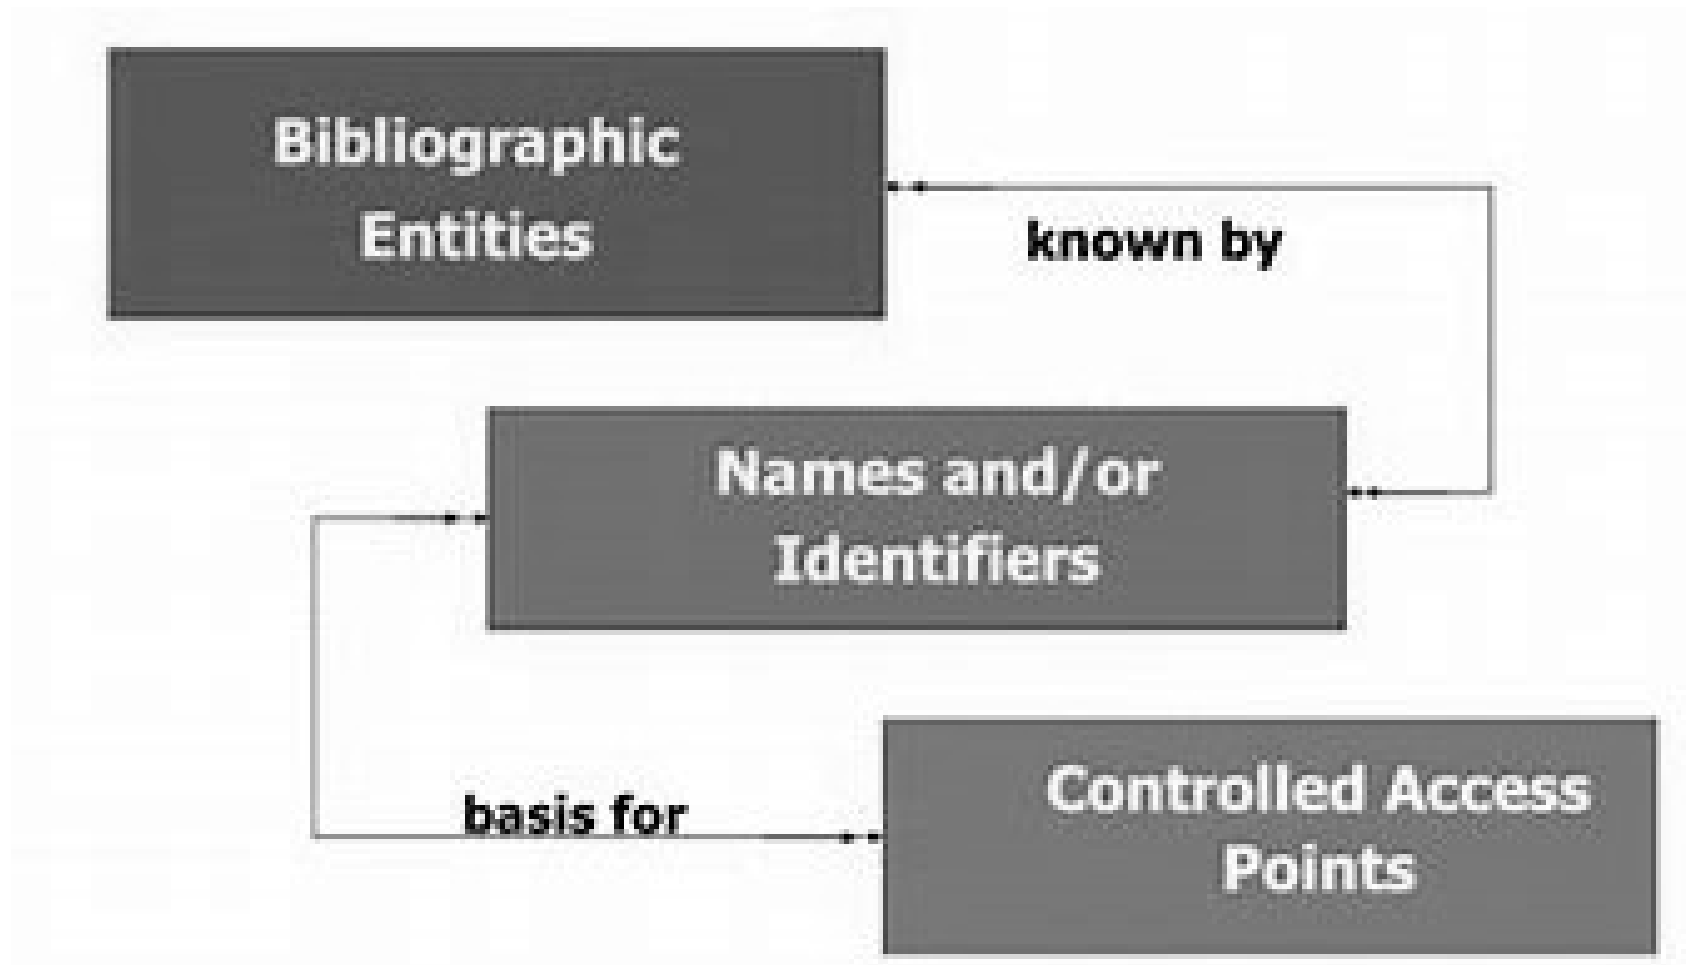 Bibliographic
Entities
known by
Names and/or
Identifiers
basis for
Controlled Access
Points